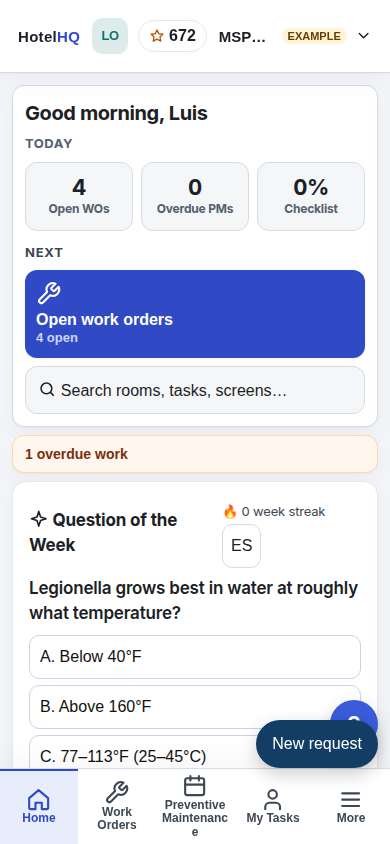 HotelHQ LO 672 MSP... EXAMPLE
Good morning, Luis
TODAY
4 0 0%
Open WOs Overdue PMs Checklist
NEXT
Open work orders
4 open
Search rooms, tasks, screens…
1 overdue work
Question of the Week
🔥 0 week streak
ES
Legionella grows best in water at roughly
what temperature?
A. Below 40°F
B. Above 160°F
C. 77–113°F (25–45°C)
New request
Home
Work
Orders
Preventive
Maintenanc
e
My Tasks
More